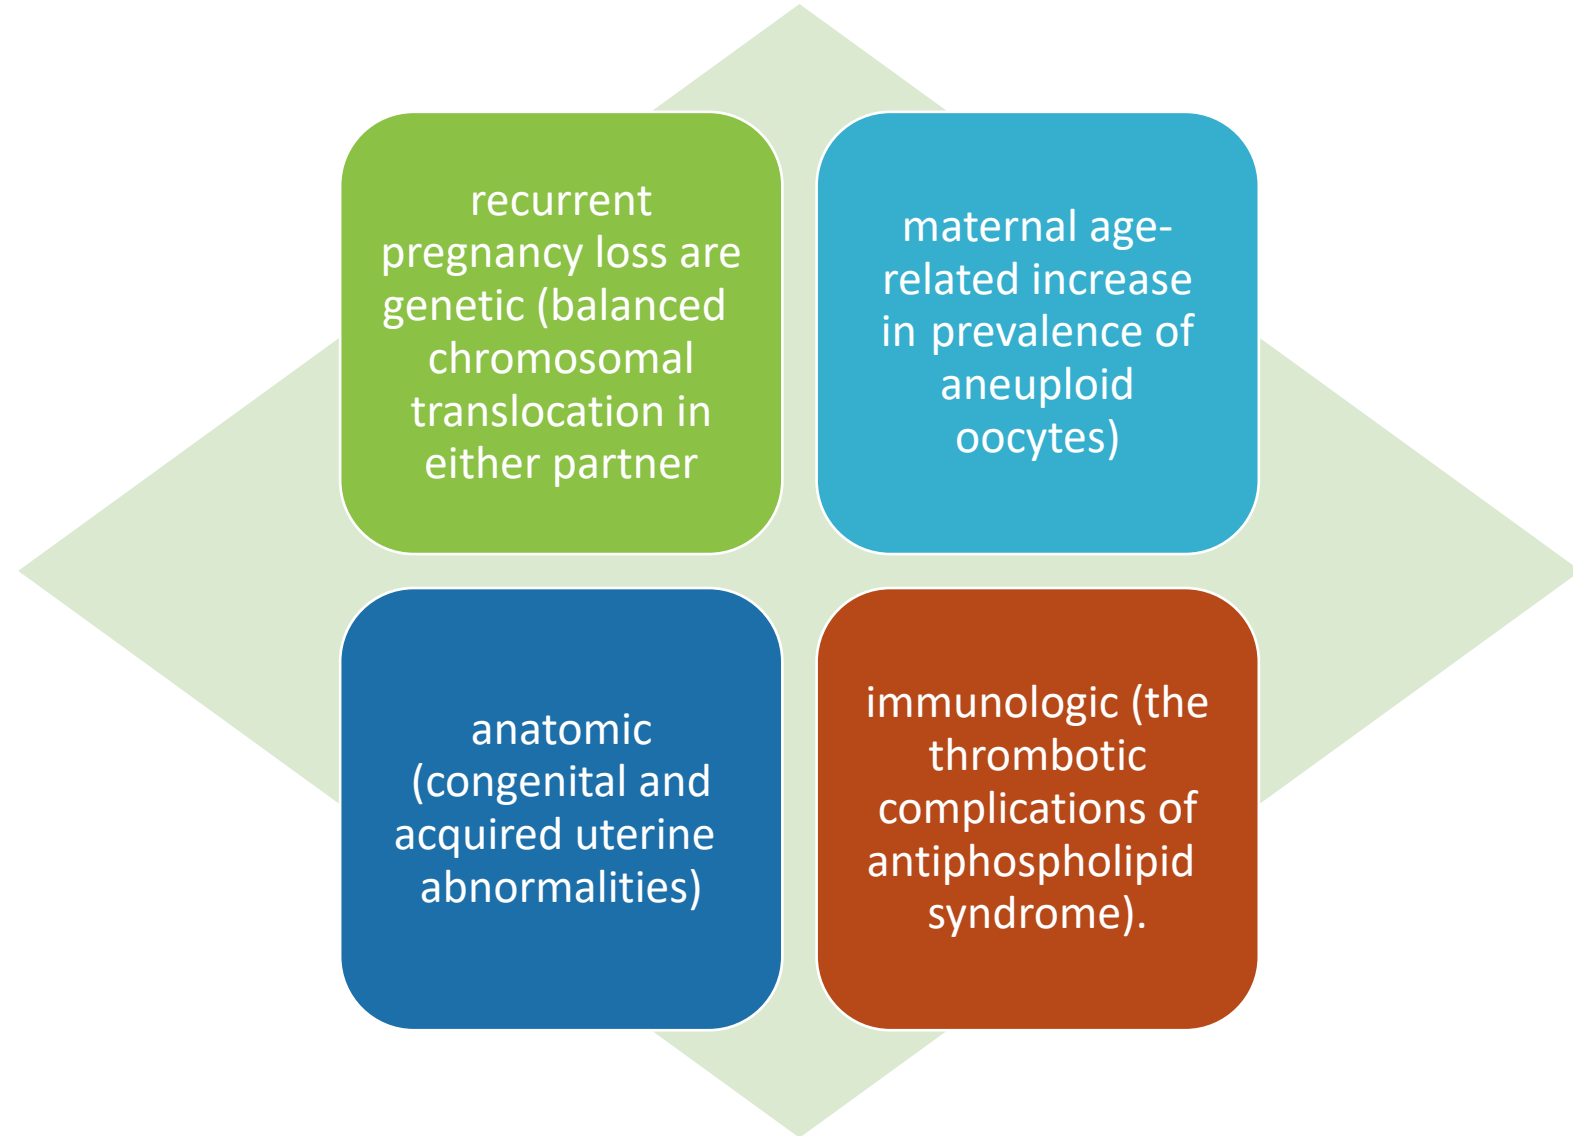 recurrent
pregnancy loss are
genetic (balanced
chromosomal
translocation in
either partner
maternal age-
related increase
in prevalence of
aneuploid
oocytes)
anatomic
(congenital and
acquired uterine
abnormalities)
immunologic (the
thrombotic
complications of
antiphospholipid
syndrome).